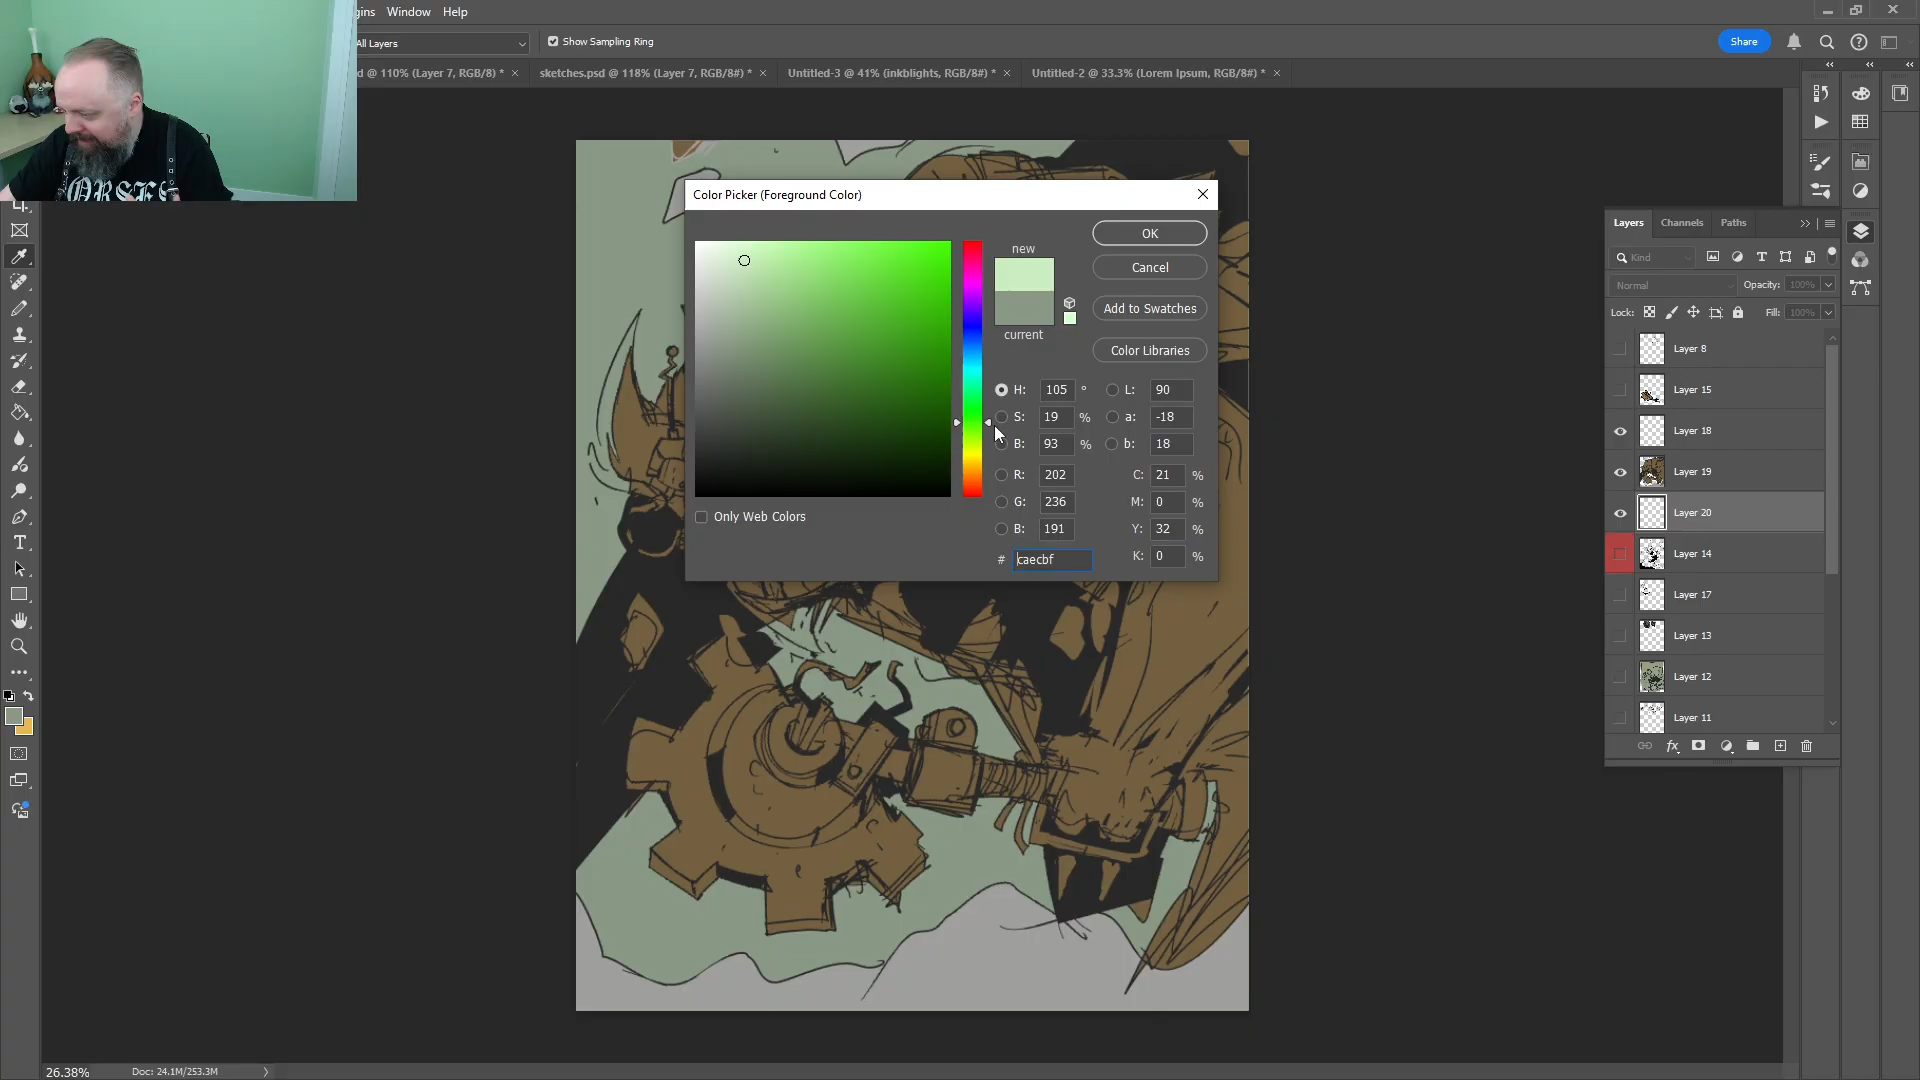 gins Window Help
All Layers Show Sampling Ring Share
d @ 110% (Layer 7, RGB/8) * × sketches.psd @ 118% (Layer 7, RGB/8#) * × Untitled-3 @ 41% (inkblights, RGB/8#) * × Untitled-2 @ 33.3% (Lorem Ipsum, RGB/8#) * ×
ORSES
Color Picker (Foreground Color)
new
current
OK
Cancel
Add to Swatches
Color Libraries
H: 105 ° L: 90
S: 19 % a: -18
B: 93 % b: 18
R: 202 C: 21 %
G: 236 M: 0 %
B: 191 Y: 32 %
# caecbf K: 0 %
Only Web Colors
Layers Channels Paths
Kind
Normal Opacity: 100%
Lock: Fill: 100%
Layer 8
Layer 15
Layer 18
Layer 19
Layer 20
Layer 14
Layer 17
Layer 13
Layer 12
Layer 11
26.38% Doc: 24.1M/253.3M